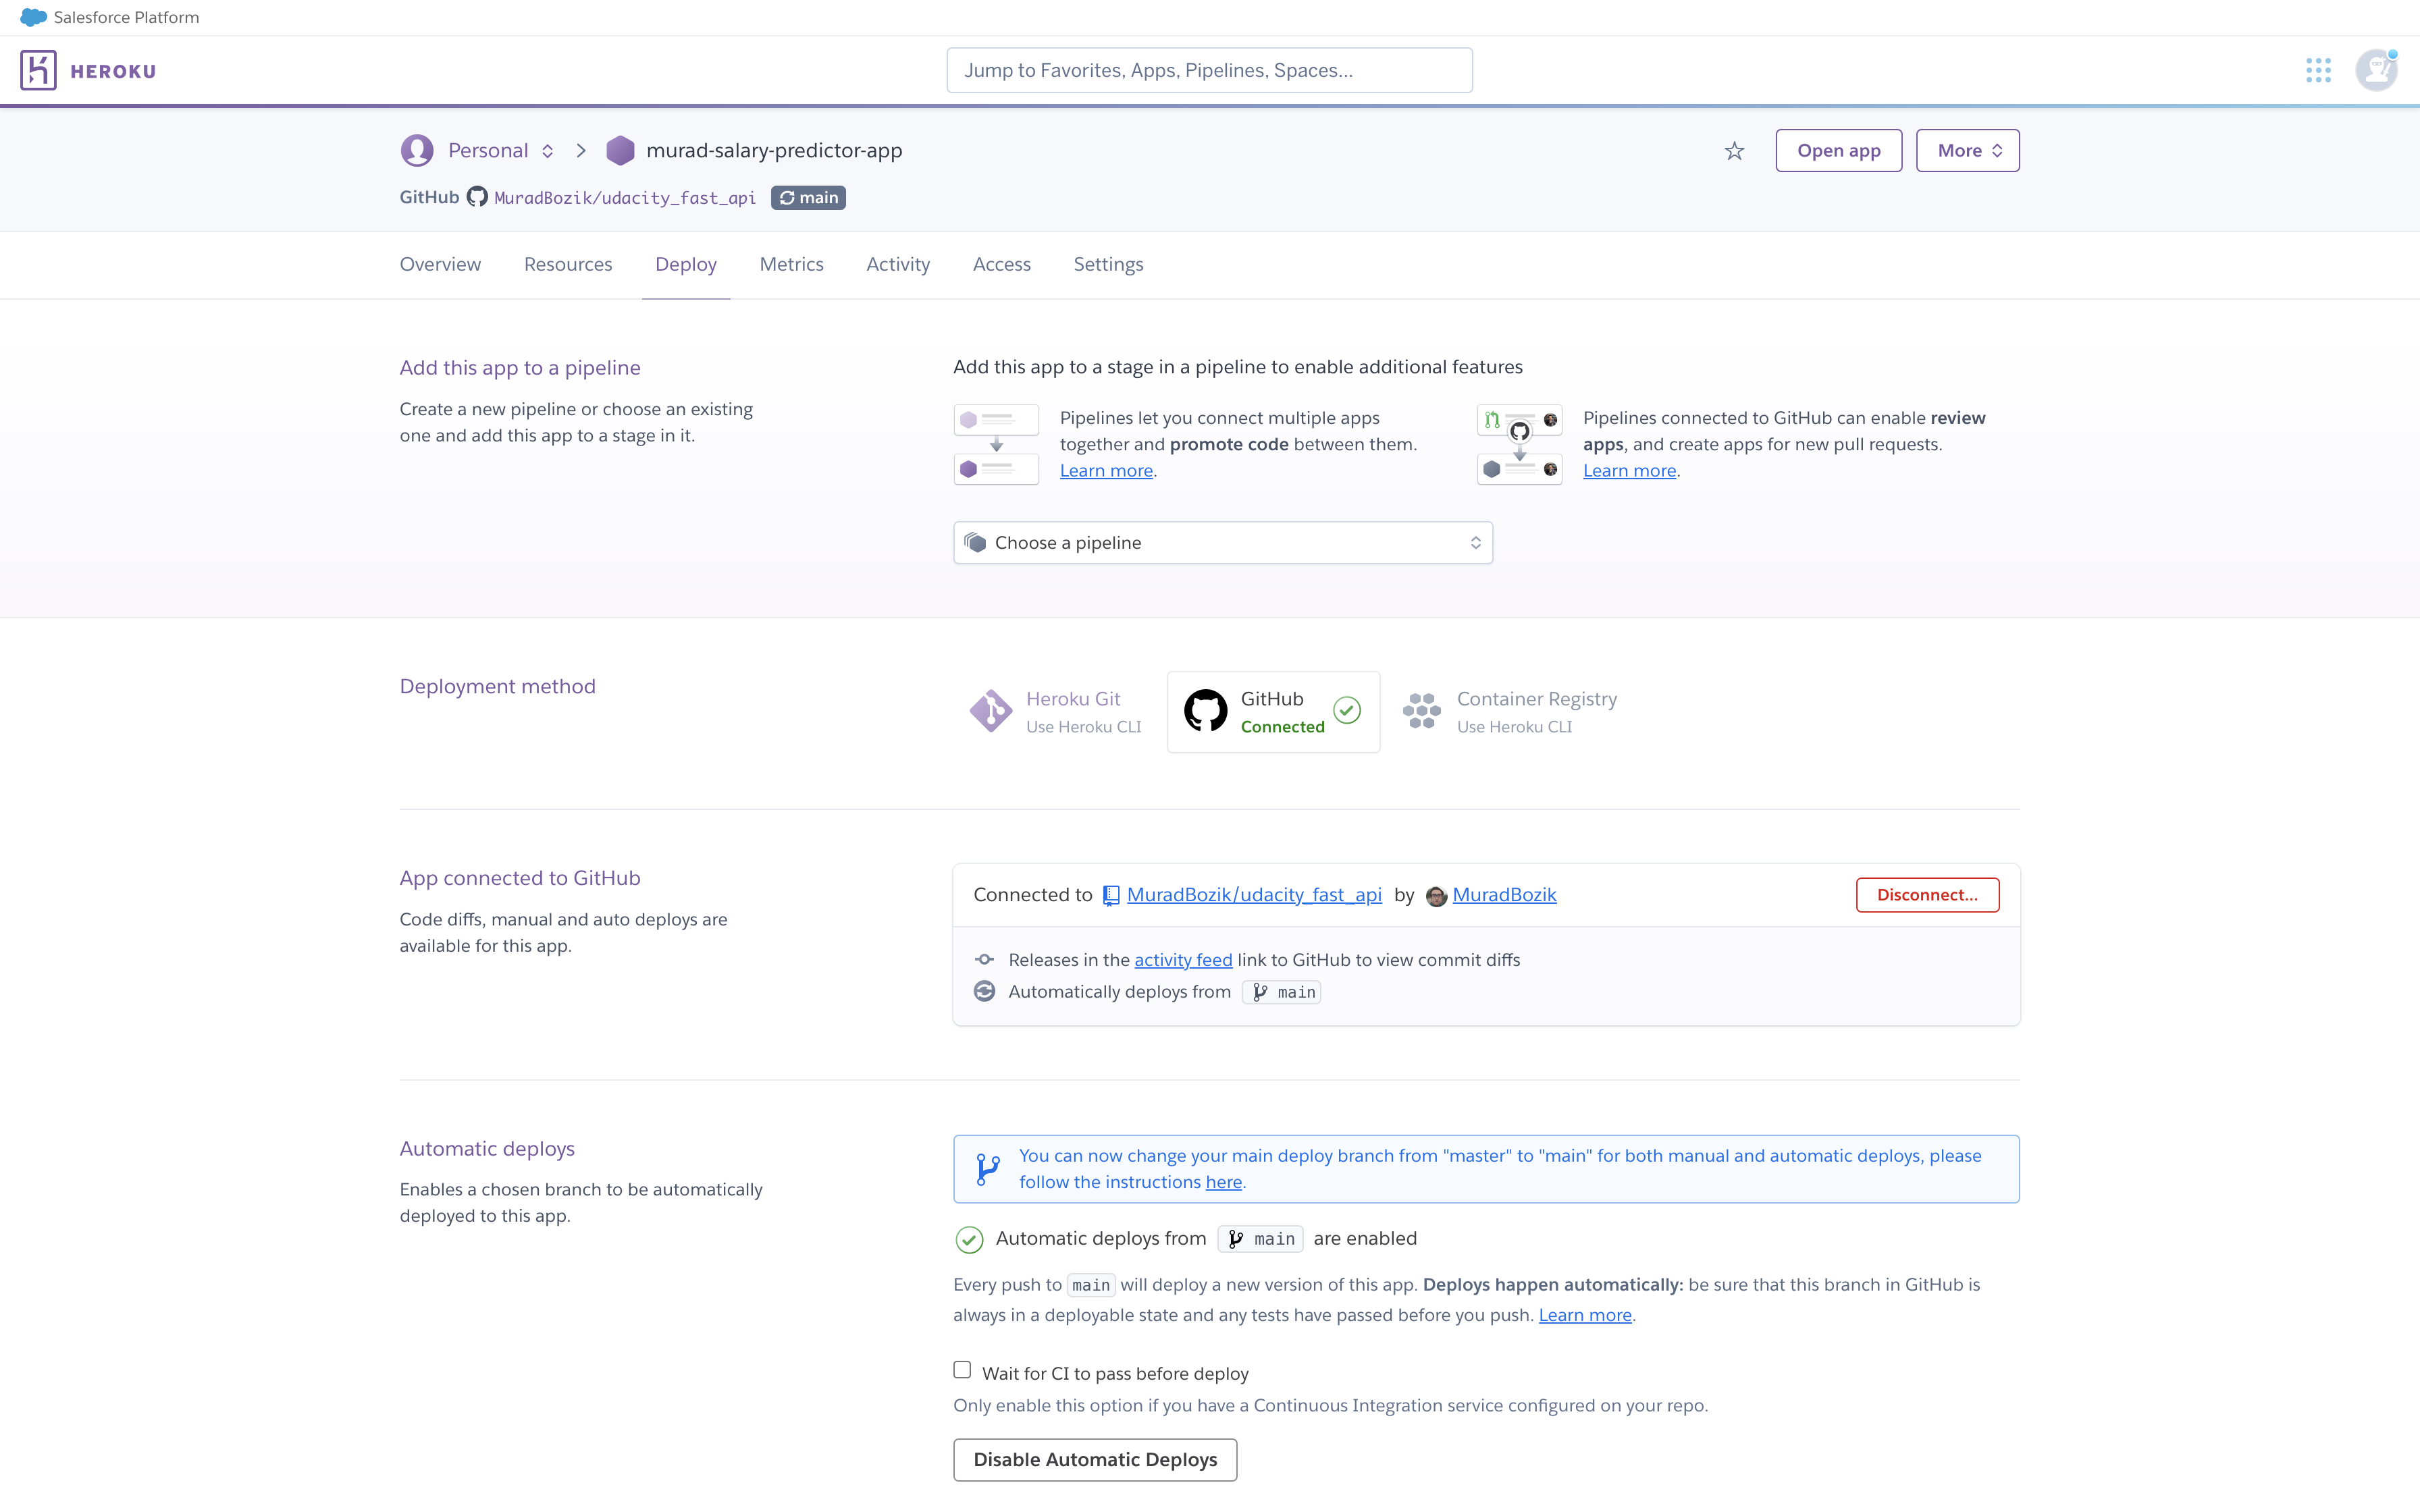 Salesforce Platform
HEROKU
Jump to Favorites, Apps, Pipelines, Spaces...
Personal
murad-salary-predictor-app
Open app
More
GitHub MuradBozik/udacity_fast_api main
Overview Resources Deploy Metrics Activity Access Settings
Add this app to a pipeline
Create a new pipeline or choose an existing
one and add this app to a stage in it.
Add this app to a stage in a pipeline to enable additional features
Pipelines let you connect multiple apps
together and promote code between them.
Learn more.
Pipelines connected to GitHub can enable review
apps, and create apps for new pull requests.
Learn more.
Choose a pipeline
Deployment method
Heroku Git
Use Heroku CLI
GitHub
Connected
Container Registry
Use Heroku CLI
App connected to GitHub
Code diffs, manual and auto deploys are
available for this app.
Connected to MuradBozik/udacity_fast_api by MuradBozik
Disconnect...
Releases in the activity feed link to GitHub to view commit diffs
Automatically deploys from main
Automatic deploys
Enables a chosen branch to be automatically
deployed to this app.
You can now change your main deploy branch from "master" to "main" for both manual and automatic deploys, please
follow the instructions here.
Automatic deploys from main are enabled
Every push to main will deploy a new version of this app. Deploys happen automatically: be sure that this branch in GitHub is
always in a deployable state and any tests have passed before you push. Learn more.
Wait for CI to pass before deploy
Only enable this option if you have a Continuous Integration service configured on your repo.
Disable Automatic Deploys